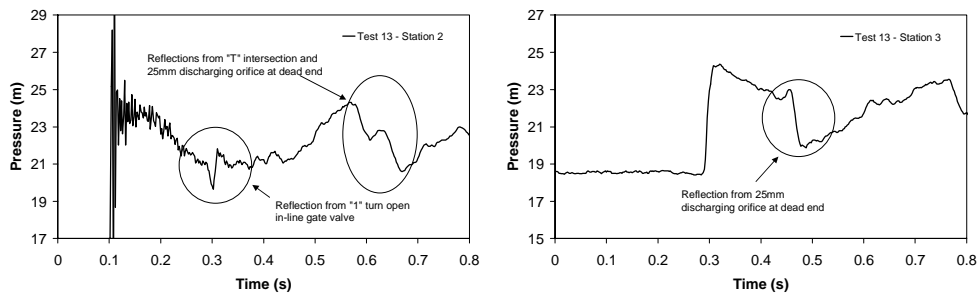 29
27
25
23
21
19
17
Pressure (m)
0 0.1 0.2 0.3 0.4 0.5 0.6 0.7 0.8
Time (s)
Test 13 - Station 2
Reflections from "T" intersection and
25mm discharging orifice at dead end
Reflection from "1" turn open
in-line gate valve
27
25
23
21
19
17
15
Pressure (m)
0 0.1 0.2 0.3 0.4 0.5 0.6 0.7 0.8
Time (s)
Test 13 - Station 3
Reflection from 25mm
discharging orifice at dead end